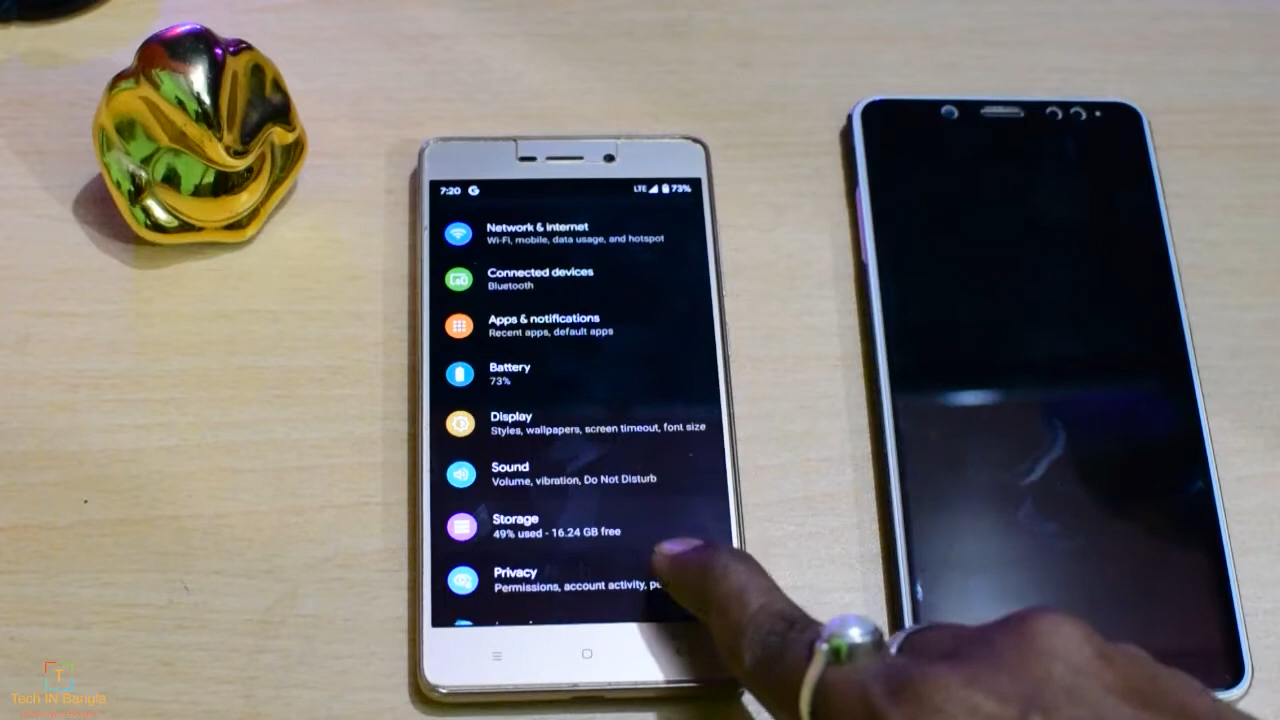 7:20 G LTE 73%
Network & internet
Wi-Fi, mobile, data usage, and hotspot
Connected devices
Bluetooth
Apps & notifications
Recent apps, default apps
Battery
73%
Display
Styles, wallpapers, screen timeout, font size
Sound
Volume, vibration, Do Not Disturb
Storage
49% used - 16.24 GB free
Privacy
Permissions, account activity,
T
Tech IN Bangla